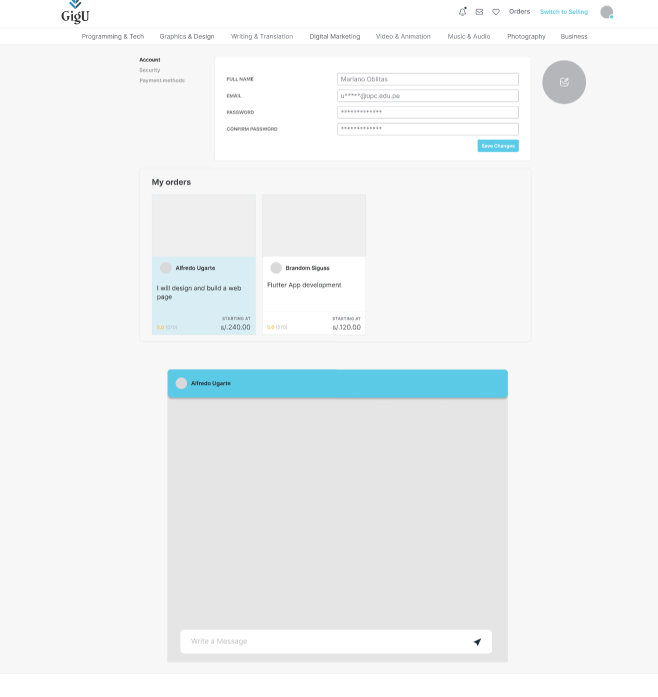 GigU
Orders
Switch to Selling
Programming & Tech
Graphics & Design
Writing & Translation
Digital Marketing
Video & Animation
Music & Audio
Photography
Business
Account
Security
Payment methods
FULL NAME
Mariano Oblitas
EMAIL
u*****@upc.edu.pe
PASSWORD
*************
CONFIRM PASSWORD
*************
Save Changes
My orders
Alfredo Ugarte
I will design and build a web
page
STARTING AT
5.0 (270)
s/.240.00
Brandom Siguas
Flutter App development
STARTING AT
5.0 (270)
s/.120.00
Alfredo Ugarte
Write a Message